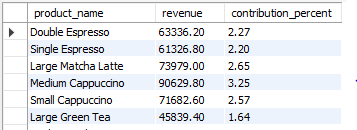 product_name revenue contribution_percent
Double Espresso 63336.20 2.27
Single Espresso 61326.80 2.20
Large Matcha Latte 73979.00 2.65
Medium Cappuccino 90629.80 3.25
Small Cappuccino 71682.60 2.57
Large Green Tea 45839.40 1.64